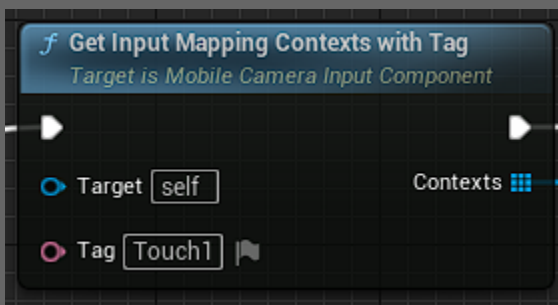 f Get Input Mapping Contexts with Tag
Target is Mobile Camera Input Component
Target self
Contexts
Tag Touch1